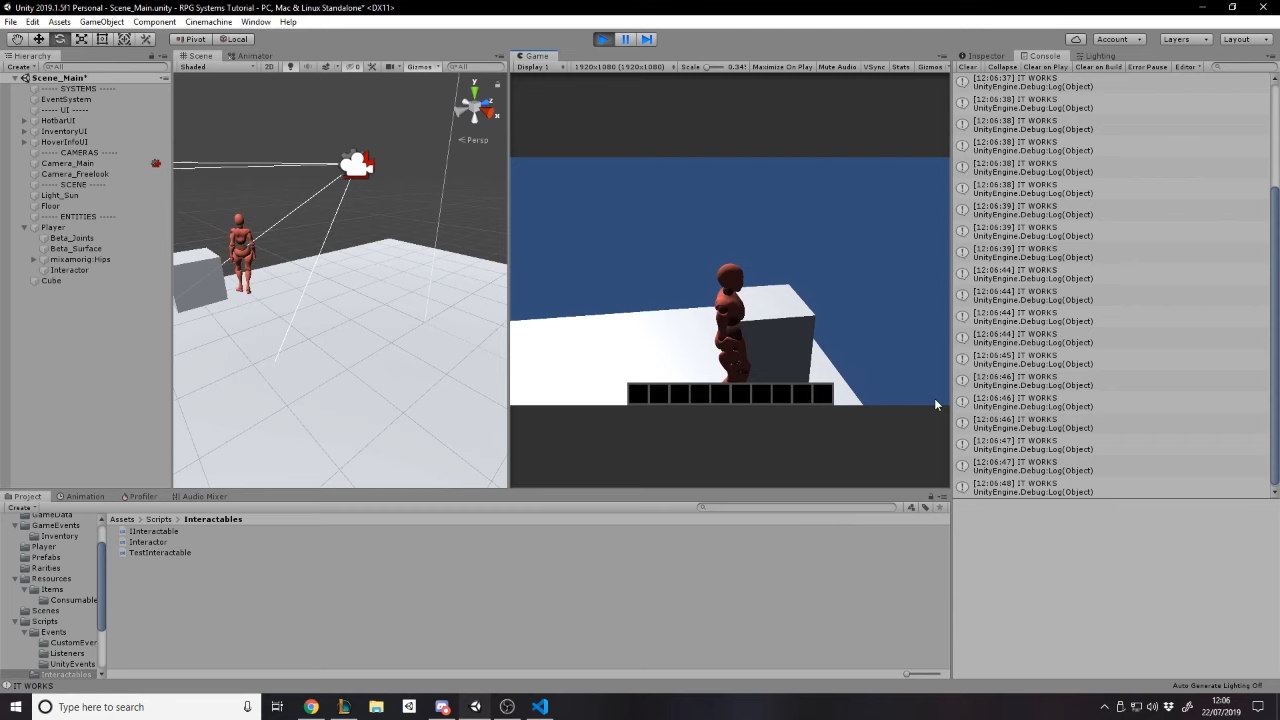 Unity 2019.1.5f1 Personal - Scene_Main.unity - RPG Systems Tutorial - PC, Mac & Linux Standalone* <DX11>
File Edit Assets GameObject Component Cinemachine Window Help
Pivot Local Account Layers Layout
Hierarchy Scene Animator Game Inspector Console Lighting
Create All Shaded 2D Gizmos All Display 1 1920x1080 (1920x1080) Scale 0.34 Maximize On Play Mute Audio VSync Stats Gizmos Clear Collapse Clear on Play Clear on Build Error Pause Editor
Scene_Main*
----- SYSTEMS -----
EventSystem
----- UI -----
HotbarUI
InventoryUI
HoverInfoUI
----- CAMERAS -----
Camera_Main
Camera_Freelook
----- SCENE -----
Light_Sun
Floor
----- ENTITIES -----
Player
Beta_Joints
Beta_Surface
mixamorig:Hips
Interactor
Cube
y
z
x
Persp
[12:06:37] IT WORKS
UnityEngine.Debug:Log(Object)
[12:06:38] IT WORKS
UnityEngine.Debug:Log(Object)
[12:06:38] IT WORKS
UnityEngine.Debug:Log(Object)
[12:06:38] IT WORKS
UnityEngine.Debug:Log(Object)
[12:06:38] IT WORKS
UnityEngine.Debug:Log(Object)
[12:06:38] IT WORKS
UnityEngine.Debug:Log(Object)
[12:06:39] IT WORKS
UnityEngine.Debug:Log(Object)
[12:06:39] IT WORKS
UnityEngine.Debug:Log(Object)
[12:06:39] IT WORKS
UnityEngine.Debug:Log(Object)
[12:06:44] IT WORKS
UnityEngine.Debug:Log(Object)
[12:06:44] IT WORKS
UnityEngine.Debug:Log(Object)
[12:06:44] IT WORKS
UnityEngine.Debug:Log(Object)
[12:06:44] IT WORKS
UnityEngine.Debug:Log(Object)
[12:06:45] IT WORKS
UnityEngine.Debug:Log(Object)
[12:06:46] IT WORKS
UnityEngine.Debug:Log(Object)
[12:06:46] IT WORKS
UnityEngine.Debug:Log(Object)
[12:06:46] IT WORKS
UnityEngine.Debug:Log(Object)
[12:06:47] IT WORKS
UnityEngine.Debug:Log(Object)
[12:06:47] IT WORKS
UnityEngine.Debug:Log(Object)
[12:06:48] IT WORKS
UnityEngine.Debug:Log(Object)
Project Animation Profiler Audio Mixer
Create
GameData
GameEvents
Inventory
Player
Prefabs
Rarities
Resources
Items
Consumable
Scenes
Scripts
Events
CustomEver
Listeners
UnityEvents
Interactables
Assets Scripts Interactables
IInteractable
Interactor
TestInteractable
IT WORKS
Auto Generate Lighting Off
Type here to search
12:06
22/07/2019